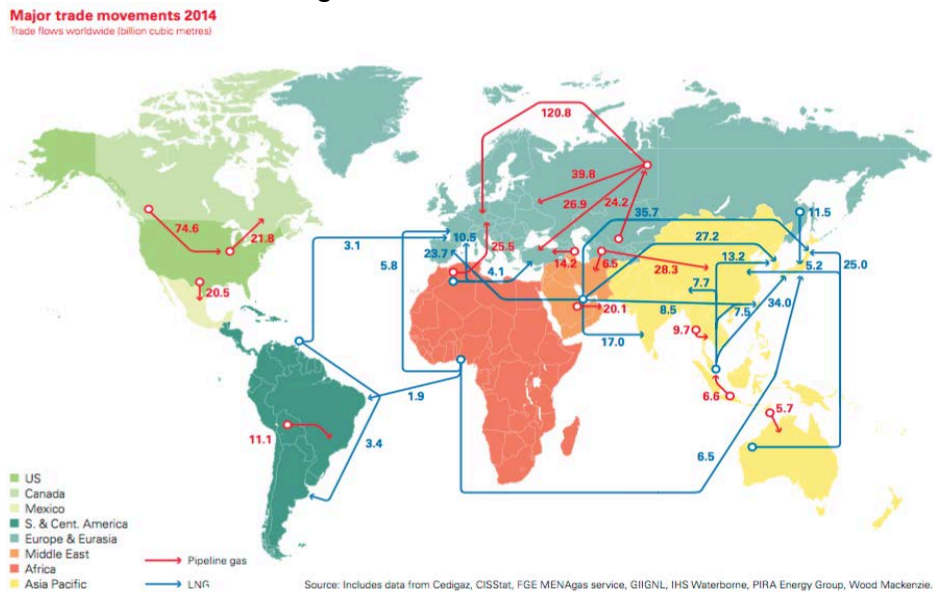 Major trade movements 2014
Trade flows worldwide (billion cubic metres)
120.8
39.8
26.9
24.2
35.7
11.5
74.6
21.8
3.1
10.5
25.5
27.2
23.7
5.8
4.1
14.2
6.5
28.3
13.2
5.2
25.0
20.5
7.7
34.0
20.1
8.5
7.5
17.0
9.7
1.9
6.6
5.7
11.1
3.4
6.5
US
Canada
Mexico
S. & Cent. America
Europe & Eurasia
Middle East
Africa
Asia Pacific
Pipeline gas
LNG
Source: Includes data from Cedigaz, CISStat, FGE MENAgas service, GIIGNL, IHS Waterborne, PIRA Energy Group, Wood Mackenzie.